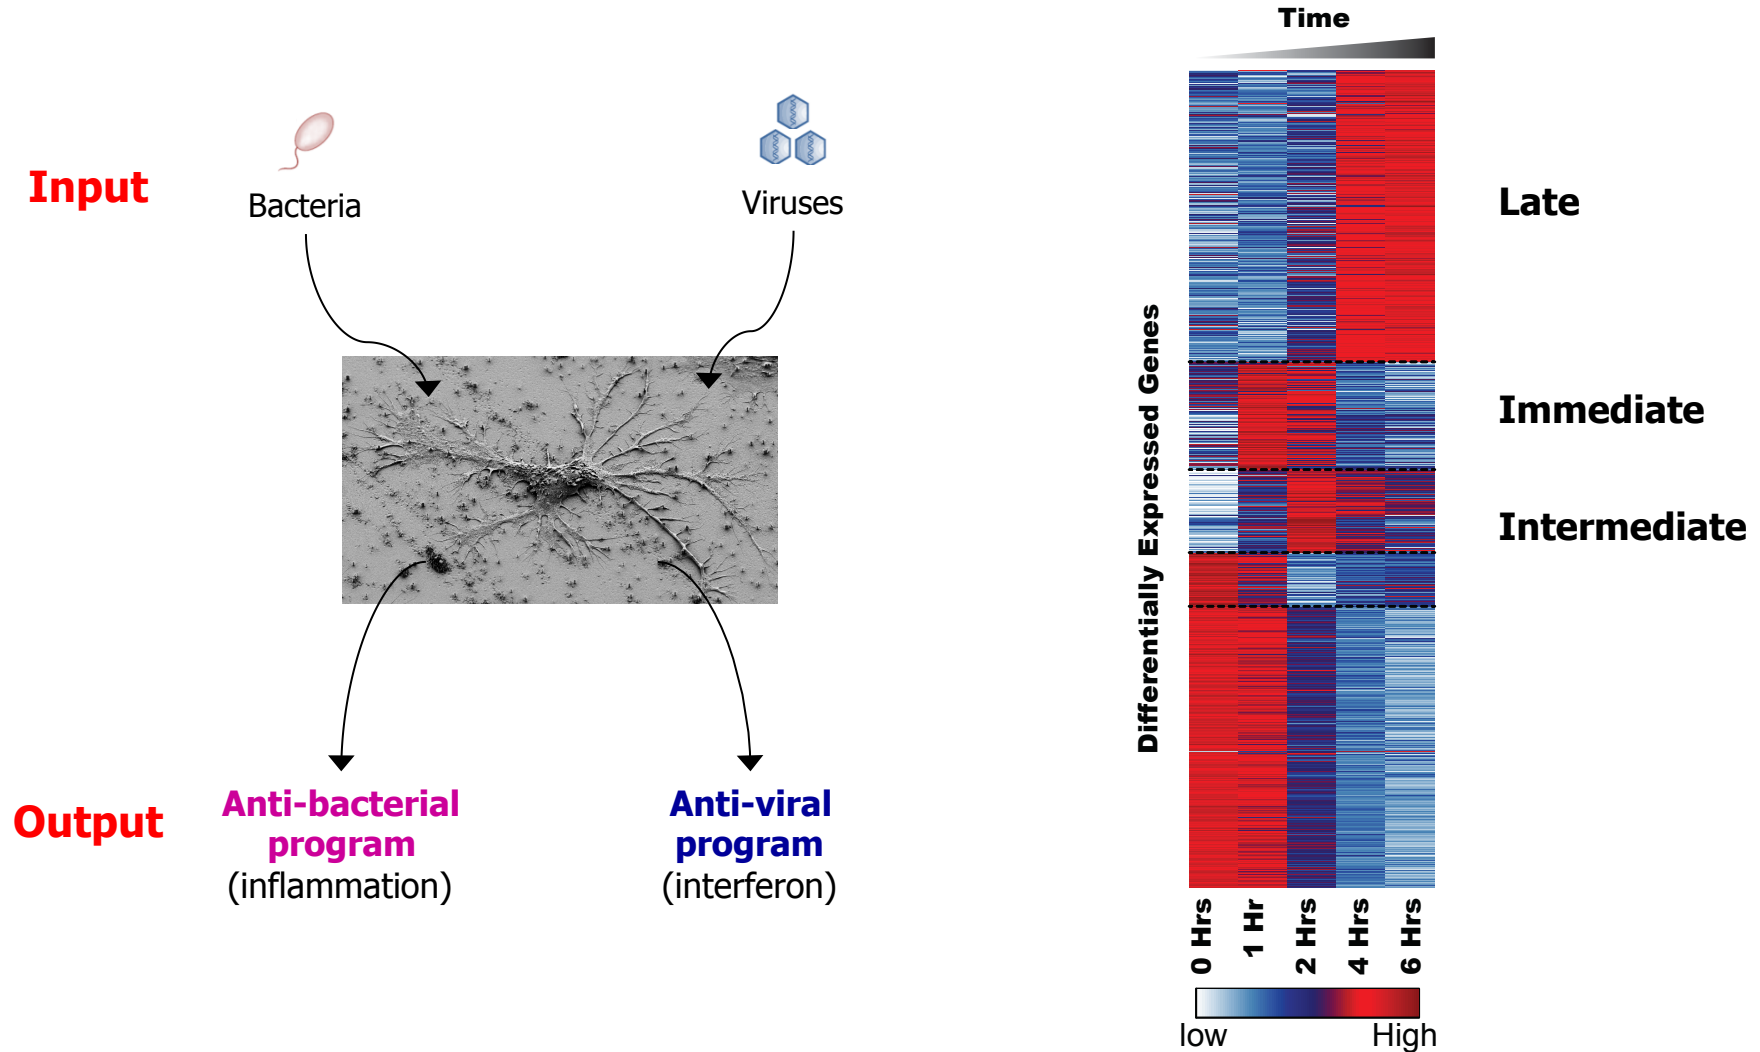 Input
Bacteria
Viruses
Output
Anti-bacterial
program
(inflammation)
Anti-viral
program
(interferon)
Time
Differentially Expressed Genes
Late
Immediate
Intermediate
0 Hrs
1 Hr
2 Hrs
4 Hrs
6 Hrs
low
High